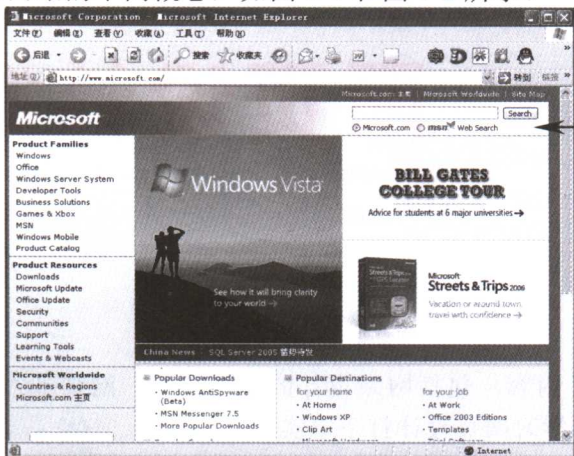 Microsoft Corporation - Microsoft Internet Explorer
文件(F) 编辑(E) 查看(V) 收藏(A) 工具(T) 帮助(H)
后退 搜索 收藏夹
地址(D) http://www.microsoft.com/ 转到 链接
Microsoft.com 主页 | Microsoft Worldwide | Site Map
Microsoft
Search
Microsoft.com msn Web Search
Product Families
Windows
Office
Windows Server System
Developer Tools
Business Solutions
Games & Xbox
MSN
Windows Mobile
Product Catalog
Product Resources
Downloads
Microsoft Update
Office Update
Security
Communities
Support
Learning Tools
Events & Webcasts
Microsoft Worldwide
Countries & Regions
Microsoft.com 主页
Windows Vista
See how it will bring clarity
to your world →
BILL GATES
COLLEGE TOUR
Advice for students at 6 major universities →
Microsoft
Streets & Trips 2006
Vacation or around town
travel with confidence →
China News SQL Server 2005
Popular Downloads
· Windows AntiSpyware
(Beta)
· MSN Messenger 7.5
· More Popular Downloads
Popular Destinations
for your home
· At Home
· Windows XP
· Clip Art
for your job
· At Work
· Office 2003 Editions
· Templates
Internet